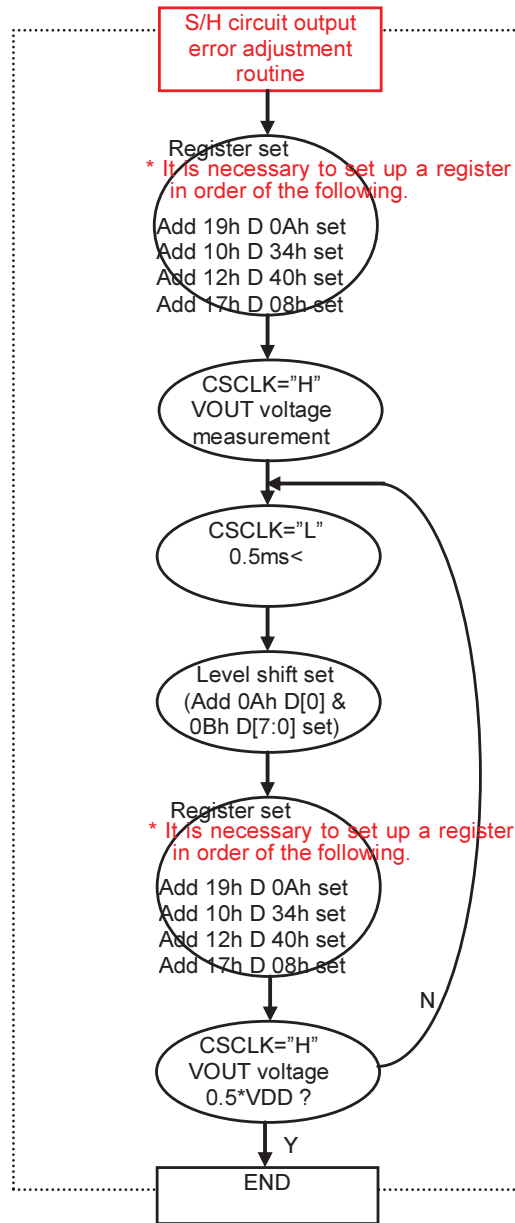 S/H circuit output
error adjustment
routine
Register set
* It is necessary to set up a register
in order of the following.
Add 19h D 0Ah set
Add 10h D 34h set
Add 12h D 40h set
Add 17h D 08h set
CSCLK=”H”
VOUT voltage
measurement
CSCLK=”L”
0.5ms<
Level shift set
(Add 0Ah D[0] &
0Bh D[7:0] set)
Register set
* It is necessary to set up a register
in order of the following.
Add 19h D 0Ah set
Add 10h D 34h set
Add 12h D 40h set
Add 17h D 08h set
N
CSCLK=”H”
VOUT voltage
0.5*VDD ?
Y
END